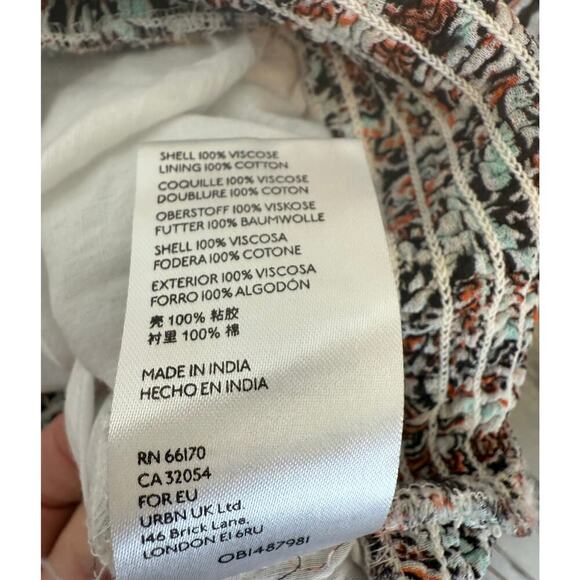 SHELL 100% VISCOSE
LINING 100% COTTON
COQUILLE 100% VISCOSE
DOUBLURE 100% COTON
OBERSTOFF 100% VISKOSE
FUTTER 100% BAUMWOLLE
SHELL 100% VISCOSA
FODERA 100% COTONE
EXTERIOR 100% VISCOSA
FORRO 100% ALGODÓN
壳 100% 粘胶
衬里 100% 棉
MADE IN INDIA
HECHO EN INDIA
RN 66170
CA 32054
FOR EU
URBN UK Ltd.
146 Brick Lane,
LONDON E1 6RU
OB1487981